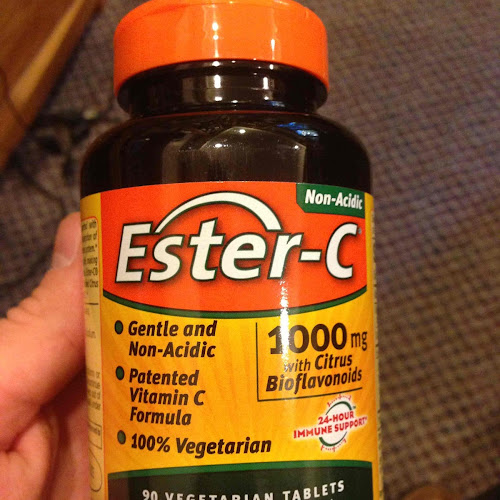 Non-Acidic
Ester-C
Gentle and
Non-Acidic
Patented
Vitamin C
Formula
100% Vegetarian
1000 mg
with Citrus
Bioflavonoids
24-HOUR
IMMUNE SUPPORT*
90 VEGETARIAN TABLETS